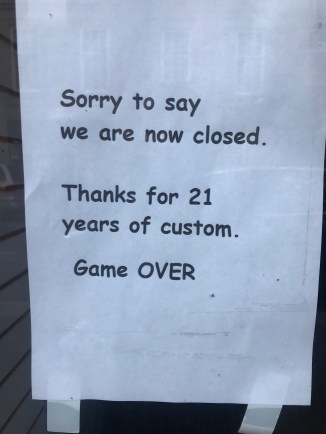 Sorry to say
we are now closed.
Thanks for 21
years of custom.
Game OVER